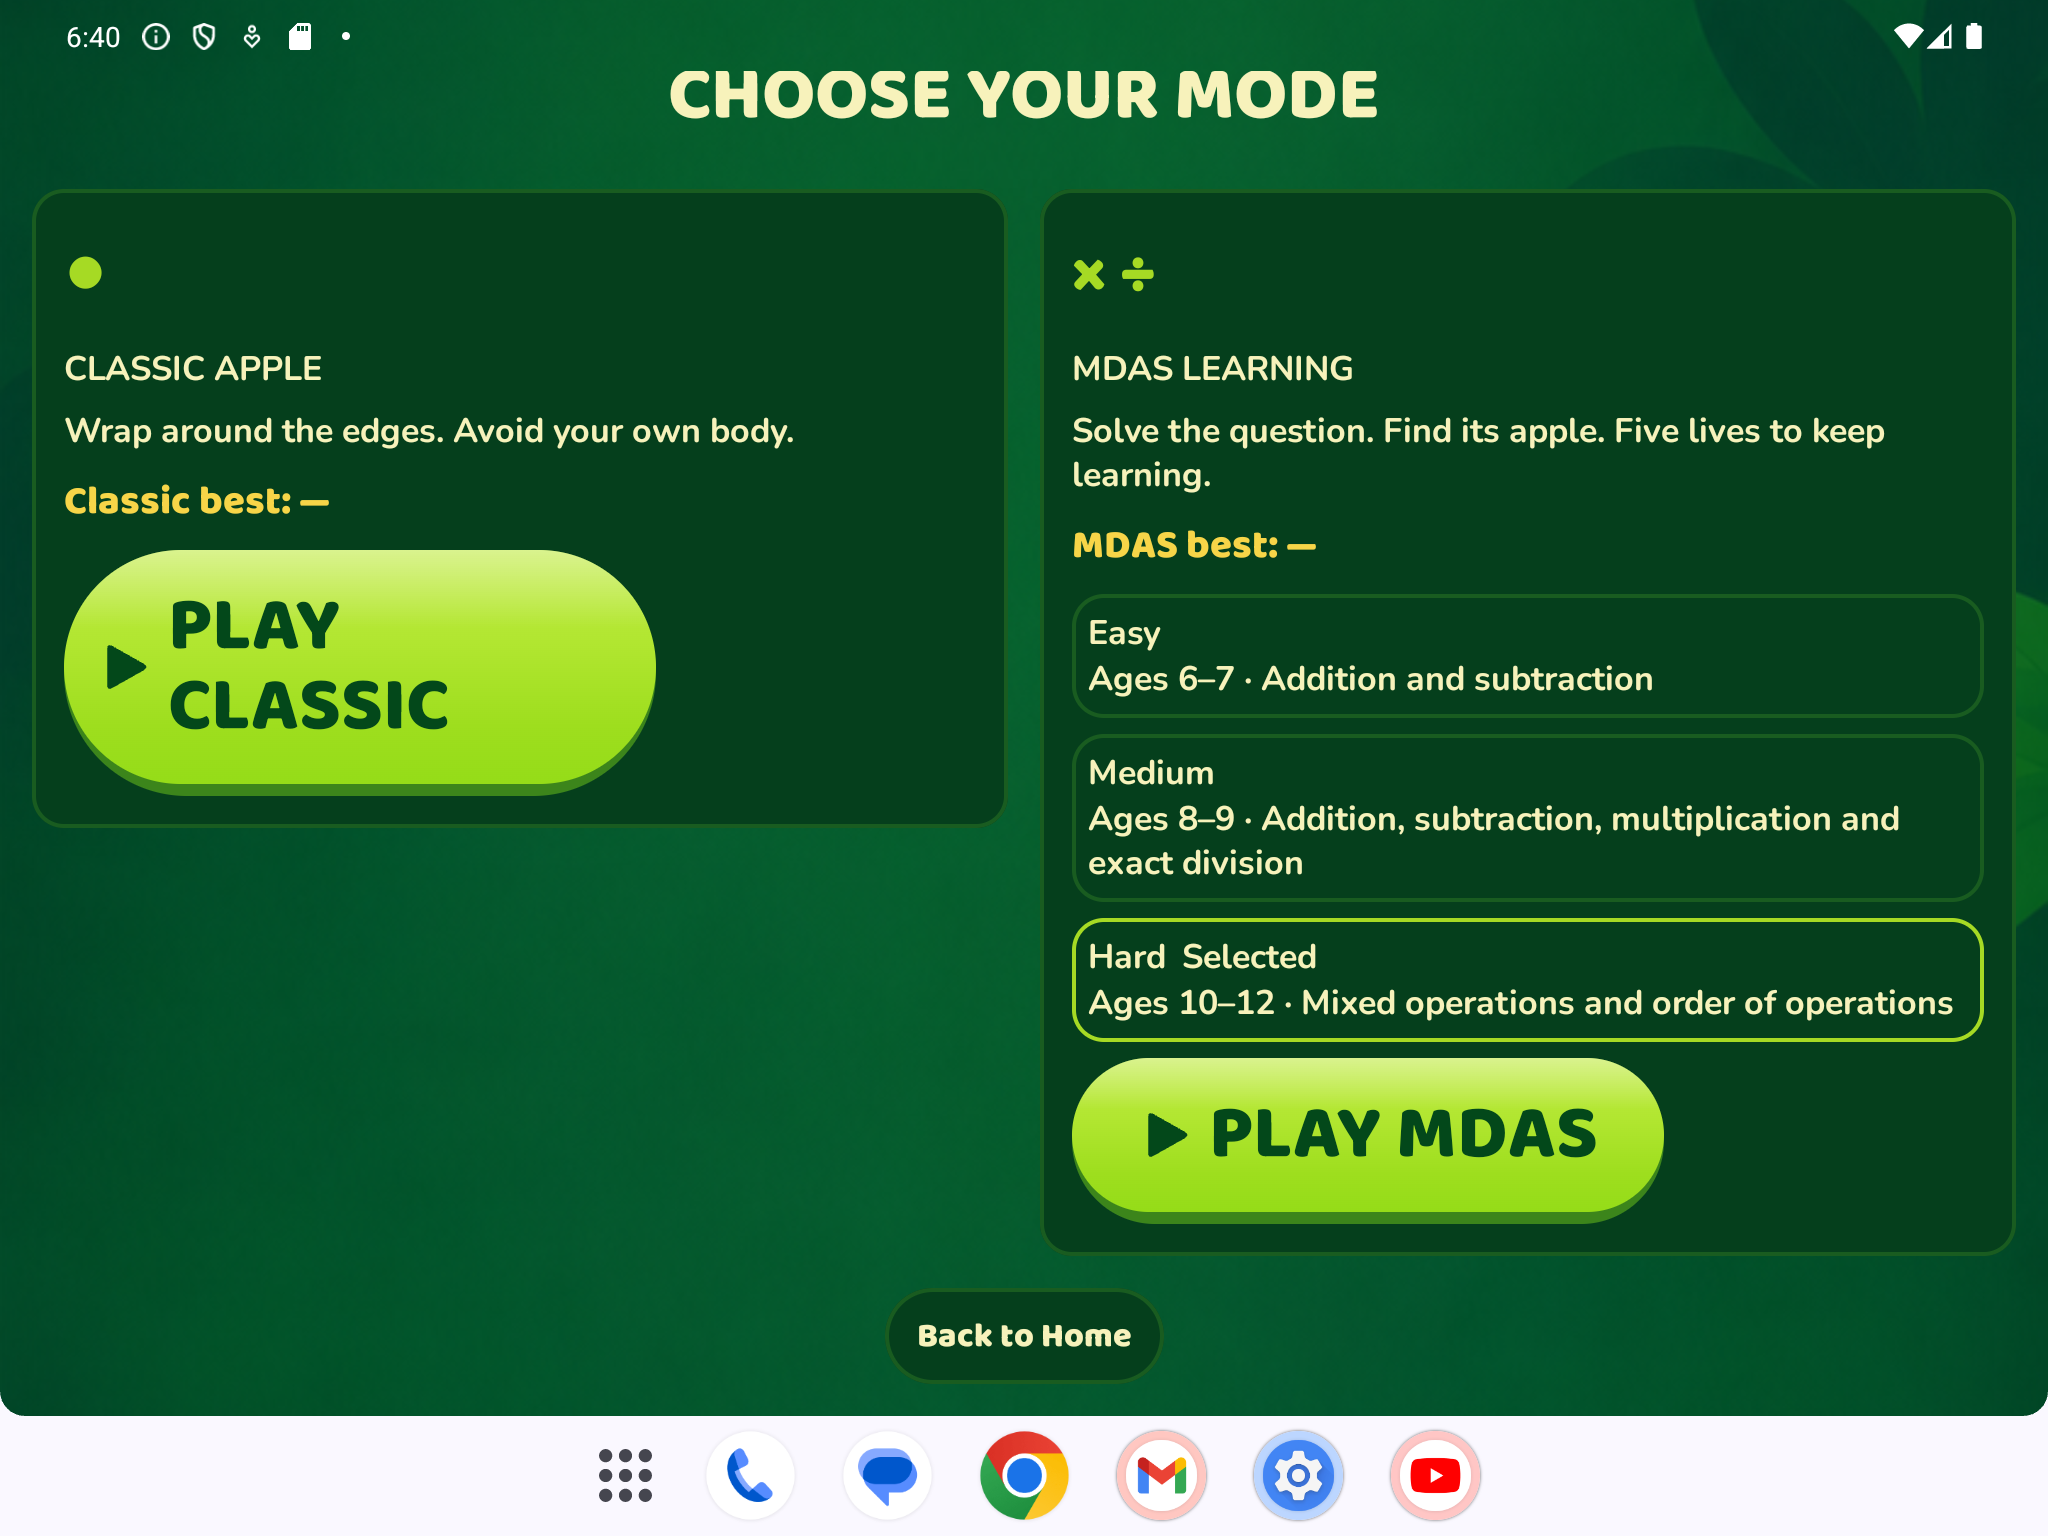 6:40
CHOOSE YOUR MODE
CLASSIC APPLE
Wrap around the edges. Avoid your own body.
Classic best: —
PLAY
CLASSIC
MDAS LEARNING
Solve the question. Find its apple. Five lives to keep
learning.
MDAS best: —
Easy
Ages 6–7 · Addition and subtraction
Medium
Ages 8–9 · Addition, subtraction, multiplication and
exact division
Hard Selected
Ages 10–12 · Mixed operations and order of operations
PLAY MDAS
Back to Home